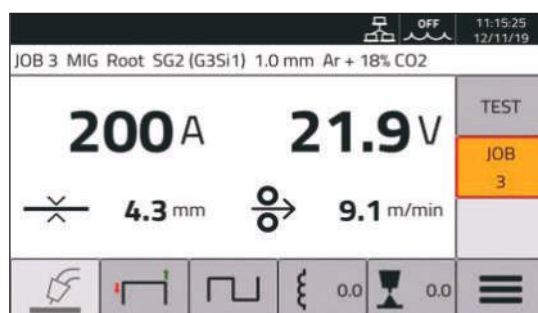 OFF
11:15:25
12/11/19
JOB 3 MIG Root SG2 (G3Si1) 1.0 mm Ar + 18% CO2
200 A
21.9 V
TEST
JOB
3
4.3 mm
9.1 m/min
0.0
0.0